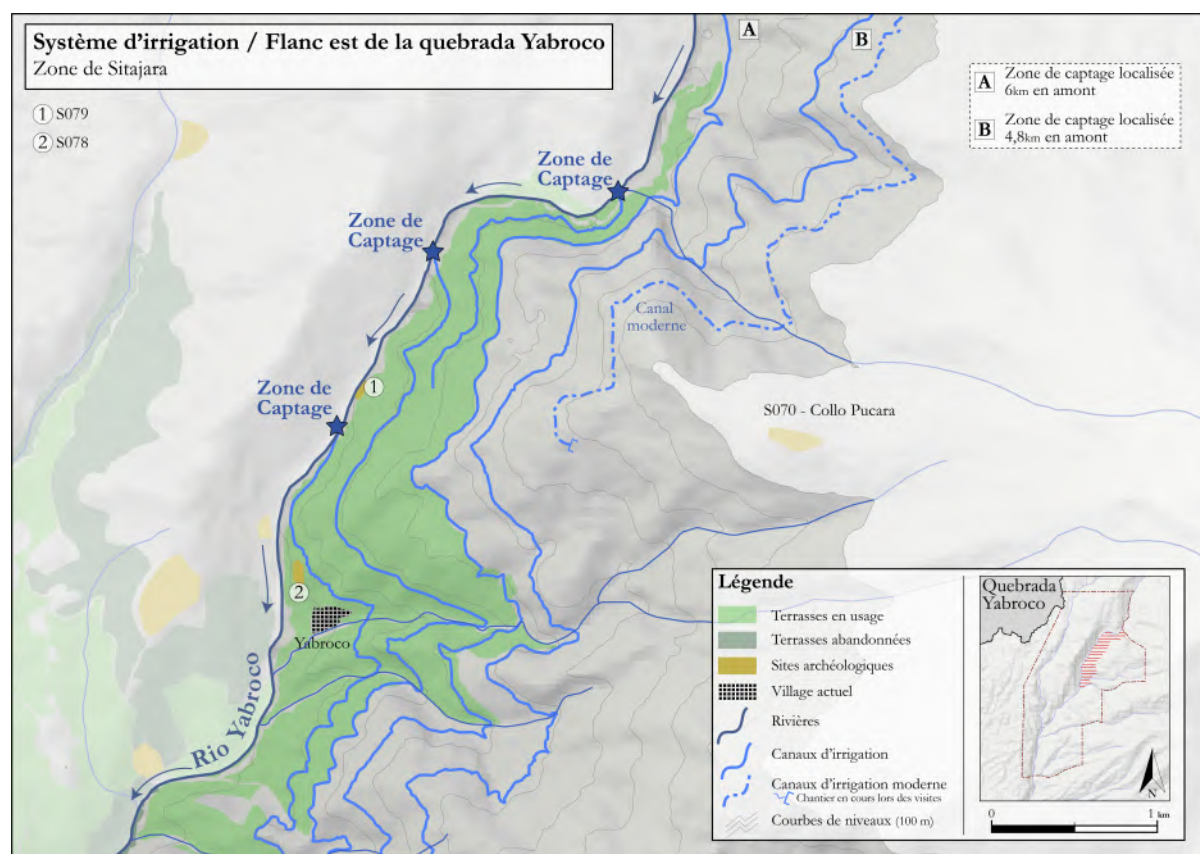 Système d'irrigation / Flanc est de la quebrada Yabroco
Zone de Sitajara
1 S079
2 S078
A
B
A Zone de captage localisée
6km en amont
B Zone de captage localisée
4,8km en amont
Zone de
Captage
Zone de
Captage
Zone de
Captage
Canal
moderne
1
S070 - Collo Pucara
2
Yabroco
Rio Yabroco
Légende
Terrasses en usage
Terrasses abandonnées
Sites archéologiques
Village actuel
Rivières
Canaux d'irrigation
Canaux d'irrigation moderne
Chantier en cours lors des visites
Courbes de niveaux (100 m)
Quebrada
Yabroco
N
0 1 km